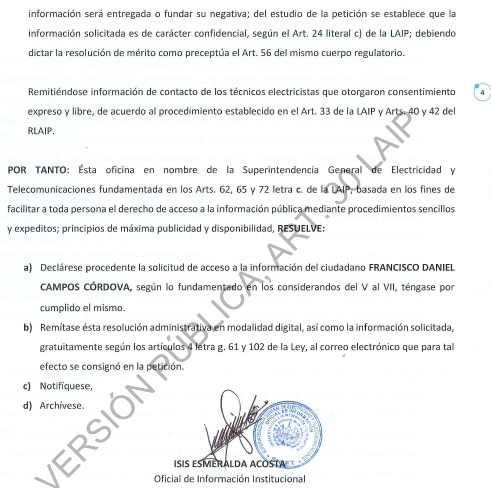 información será entregada o fundar su negativa; del estudio de la petición se establece que la
información solicitada es de carácter confidencial, según el Art. 24 literal c) de la LAIP; debiendo
dictar la resolución de mérito como preceptúa el Art. 56 del mismo cuerpo regulatorio.
Remitiéndose información de contacto de los técnicos electricistas que otorgaron consentimiento
4
expreso y libre, de acuerdo al procedimiento establecido en el Art. 33 de la LAIP y Arts. 40 y 42 del
RLAIP.
POR TANTO: Ésta oficina en nombre de la Superintendencia General de Electricidad y
Telecomunicaciones fundamentada en los Arts. 62, 65 y 72 letra c. de la LAIP, basada en los fines de
facilitar a toda persona el derecho de acceso a la información pública mediante procedimientos sencillos
y expeditos; principios de máxima publicidad y disponibilidad, RESUELVE:
a) Declárese procedente la solicitud de acceso a la información del ciudadano FRANCISCO DANIEL
CAMPOS CÓRDOVA, según lo fundamentado en los considerandos del V al VII, téngase por
cumplido el mismo.
b) Remítase ésta resolución administrativa en modalidad digital, así como la información solicitada,
gratuitamente según los artículos 4 letra g. 61 y 102 de la Ley, al correo electrónico que para tal
efecto se consignó en la petición.
c) Notifíquese,
d) Archívese.
VERSIÓN PÚBLICA, ART. 30 LAIP
ISIS ESMERALDA ACOSTA
Oficial de Información Institucional